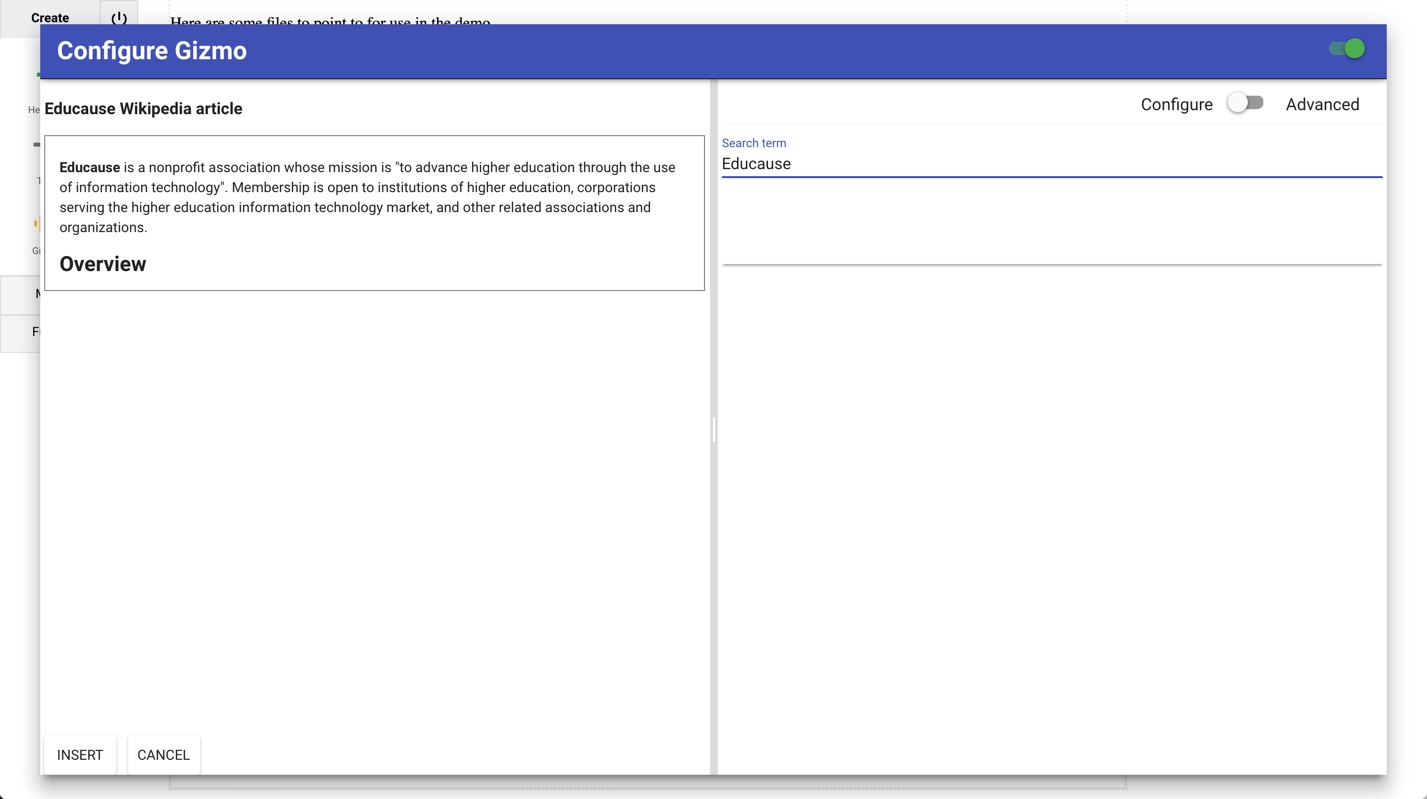 Create
Here are some files to point to for use in the demo
Configure Gizmo
Educause Wikipedia article
Configure
Advanced
He
Search term
Educause
Educause is a nonprofit association whose mission is "to advance higher education through the use
of information technology". Membership is open to institutions of higher education, corporations
serving the higher education information technology market, and other related associations and
organizations.
Gi
Overview
INSERT
CANCEL